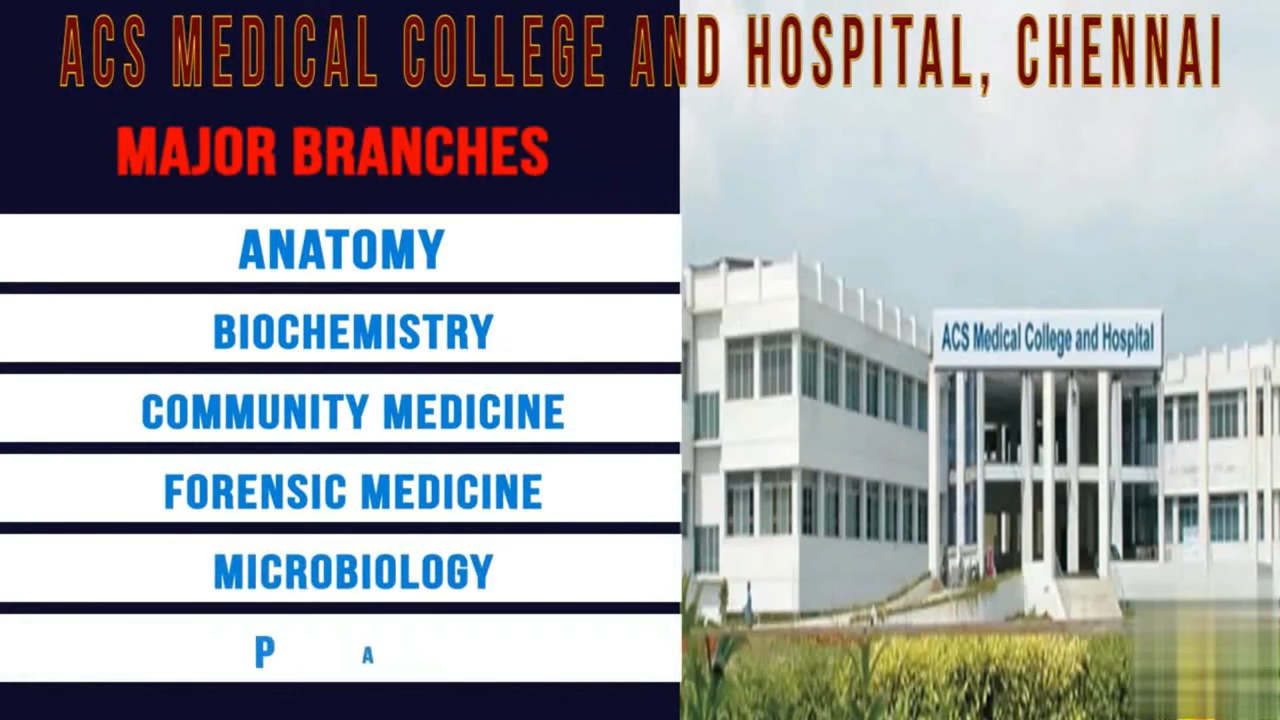 ACS MEDICAL COLLEGE AND HOSPITAL, CHENNAI
MAJOR BRANCHES
ANATOMY
BIOCHEMISTRY
COMMUNITY MEDICINE
FORENSIC MEDICINE
MICROBIOLOGY
P A
ACS Medical College and Hospital